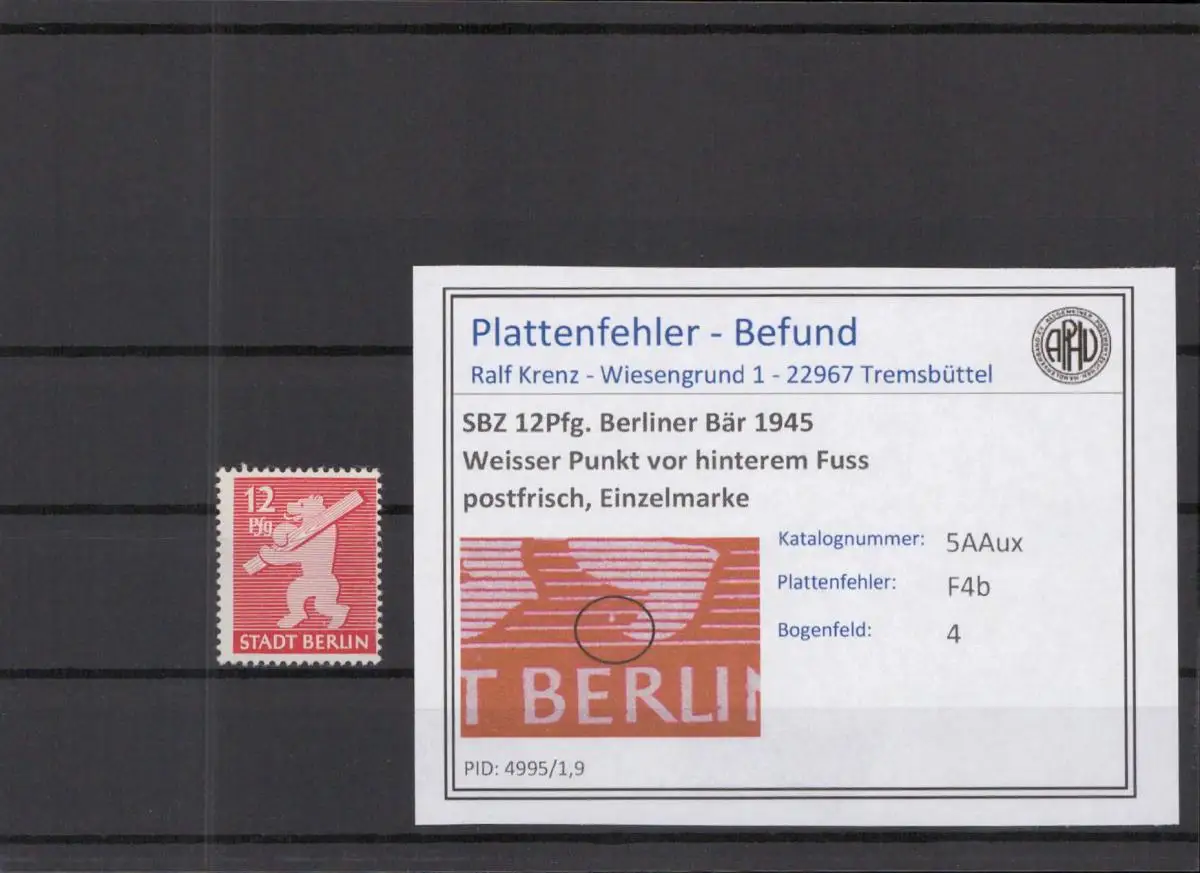 12
Pfg
STADT BERLIN
Plattenfehler - Befund
Ralf Krenz - Wiesengrund 1 - 22967 Tremsbüttel
APHV
SBZ 12Pfg. Berliner Bär 1945
Weisser Punkt vor hinterem Fuss
postfrisch, Einzelmarke
Katalognummer: 5AAux
Plattenfehler: F4b
Bogenfeld: 4
T BERLIN
PID: 4995/1,9